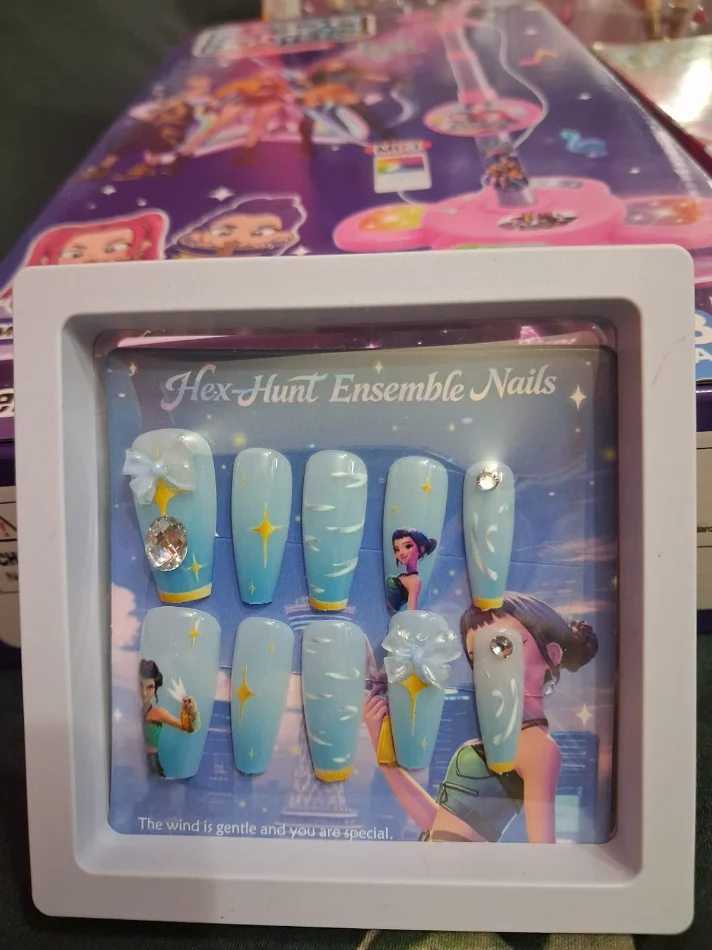 Hex-Hunt Ensemble Nails
The wind is gentle and you are special.